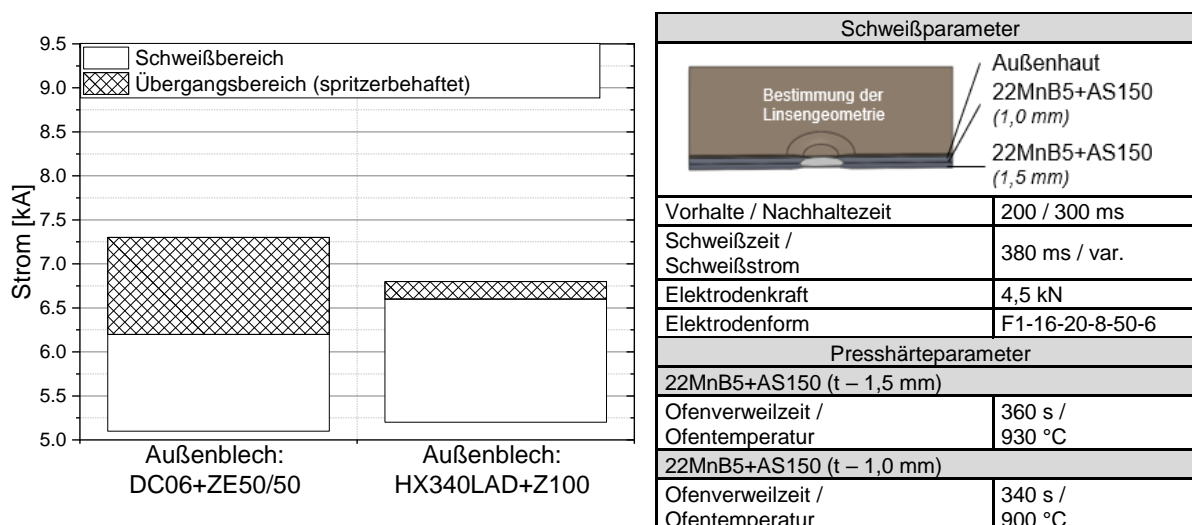 Strom [kA]
9.5
9.0
8.5
8.0
7.5
7.0
6.5
6.0
5.5
5.0
Schweißbereich
Übergangsbereich (spritzerbehaftet)
Außenblech:
DC06+ZE50/50
Außenblech:
HX340LAD+Z100
Schweißparameter
Bestimmung der
Linsengeometrie
Außenhaut
22MnB5+AS150
(1,0 mm)
22MnB5+AS150
(1,5 mm)
Vorhalte / Nachhaltezeit 200 / 300 ms
Schweißzeit /
Schweißstrom 380 ms / var.
Elektrodenkraft 4,5 kN
Elektrodenform F1-16-20-8-50-6
Presshärteparameter
22MnB5+AS150 (t – 1,5 mm)
Ofenverweilzeit / 360 s /
Ofentemperatur 930 °C
22MnB5+AS150 (t – 1,0 mm)
Ofenverweilzeit / 340 s /
Ofentemperatur 900 °C